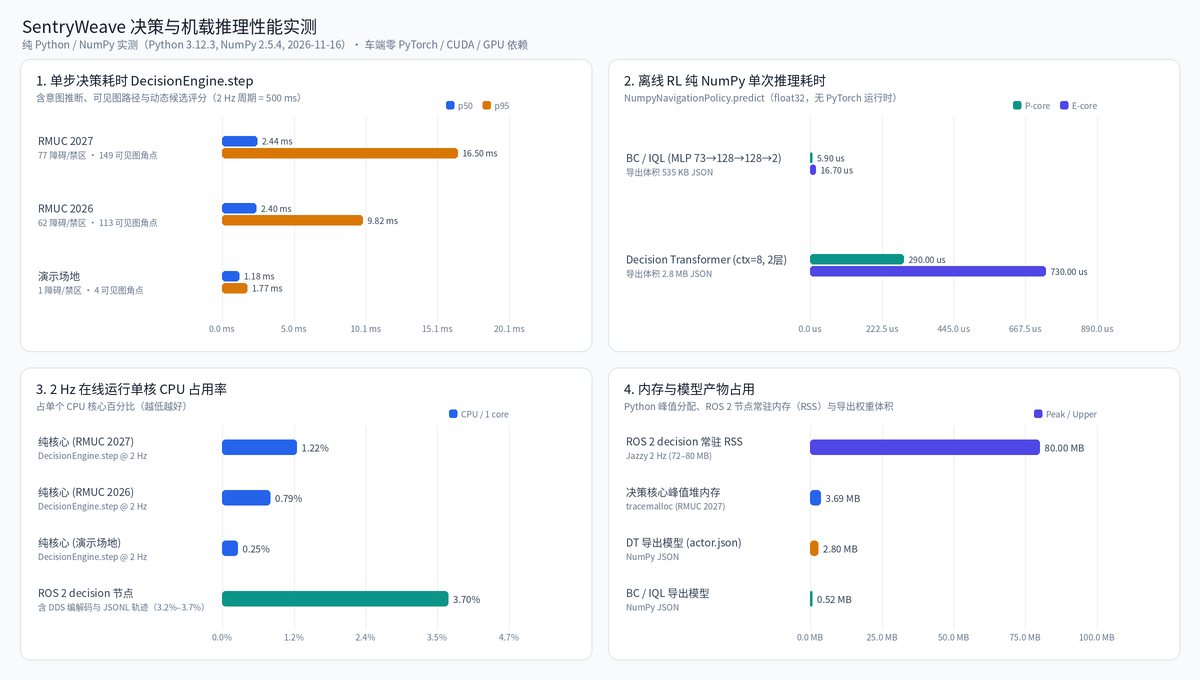 SentryWeave 决策与机载推理性能实测
纯 Python / NumPy 实测（Python 3.12.3, NumPy 2.5.4, 2026-11-16） • 车端零 PyTorch / CUDA / GPU 依赖
1. 单步决策耗时 DecisionEngine.step
含意图推断、可见图路径与动态候选评分（2 Hz 周期 = 500 ms）
p50
p95
RMUC 2027
77 障碍/禁区 • 149 可见图角点
2.44 ms
16.50 ms
RMUC 2026
62 障碍/禁区 • 113 可见图角点
2.40 ms
9.82 ms
演示场地
1 障碍/禁区 • 4 可见图角点
1.18 ms
1.77 ms
0.0 ms
5.0 ms
10.1 ms
15.1 ms
20.1 ms
2. 离线 RL 纯 NumPy 单次推理耗时
NumpyNavigationPolicy.predict（float32，无 PyTorch 运行时）
P-core
E-core
BC / IQL (MLP 73→128→128→2)
导出体积 535 KB JSON
5.90 us
16.70 us
Decision Transformer (ctx=8, 2层)
导出体积 2.8 MB JSON
290.00 us
730.00 us
0.0 us
222.5 us
445.0 us
667.5 us
890.0 us
3. 2 Hz 在线运行单核 CPU 占用率
占单个 CPU 核心百分比（越低越好）
CPU / 1 core
纯核心 (RMUC 2027)
DecisionEngine.step @ 2 Hz
1.22%
纯核心 (RMUC 2026)
DecisionEngine.step @ 2 Hz
0.79%
纯核心 (演示场地)
DecisionEngine.step @ 2 Hz
0.25%
ROS 2 decision 节点
含 DDS 编解码与 JSONL 轨迹（3.2%–3.7%）
3.70%
0.0%
1.2%
2.4%
3.5%
4.7%
4. 内存与模型产物占用
Python 峰值分配、ROS 2 节点常驻内存（RSS）与导出权重体积
Peak / Upper
ROS 2 decision 常驻 RSS
Jazzy 2 Hz (72–80 MB)
80.00 MB
决策核心峰值堆内存
tracemalloc (RMUC 2027)
3.69 MB
DT 导出模型 (actor.json)
NumPy JSON
2.80 MB
BC / IQL 导出模型
NumPy JSON
0.52 MB
0.0 MB
25.0 MB
50.0 MB
75.0 MB
100.0 MB